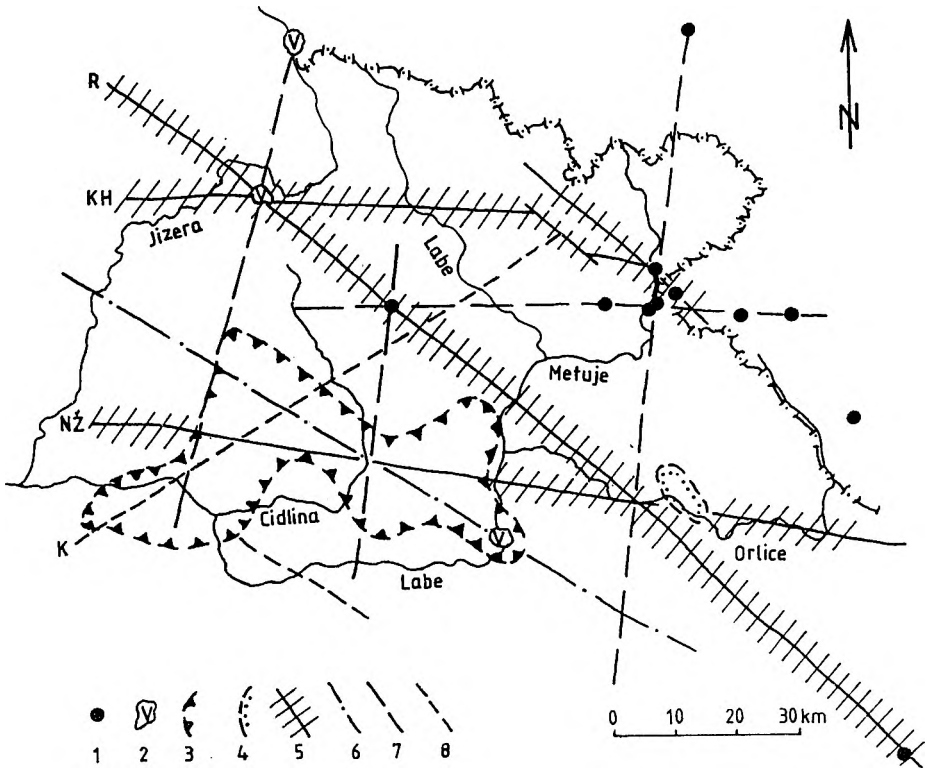 V
R
N
KH
V
Jizera
Labe
Metuje
NŽ
Cidlina
V
K
Orlice
Labe
V
0 10 20 30 km
1 2 3 4 5 6 7 8